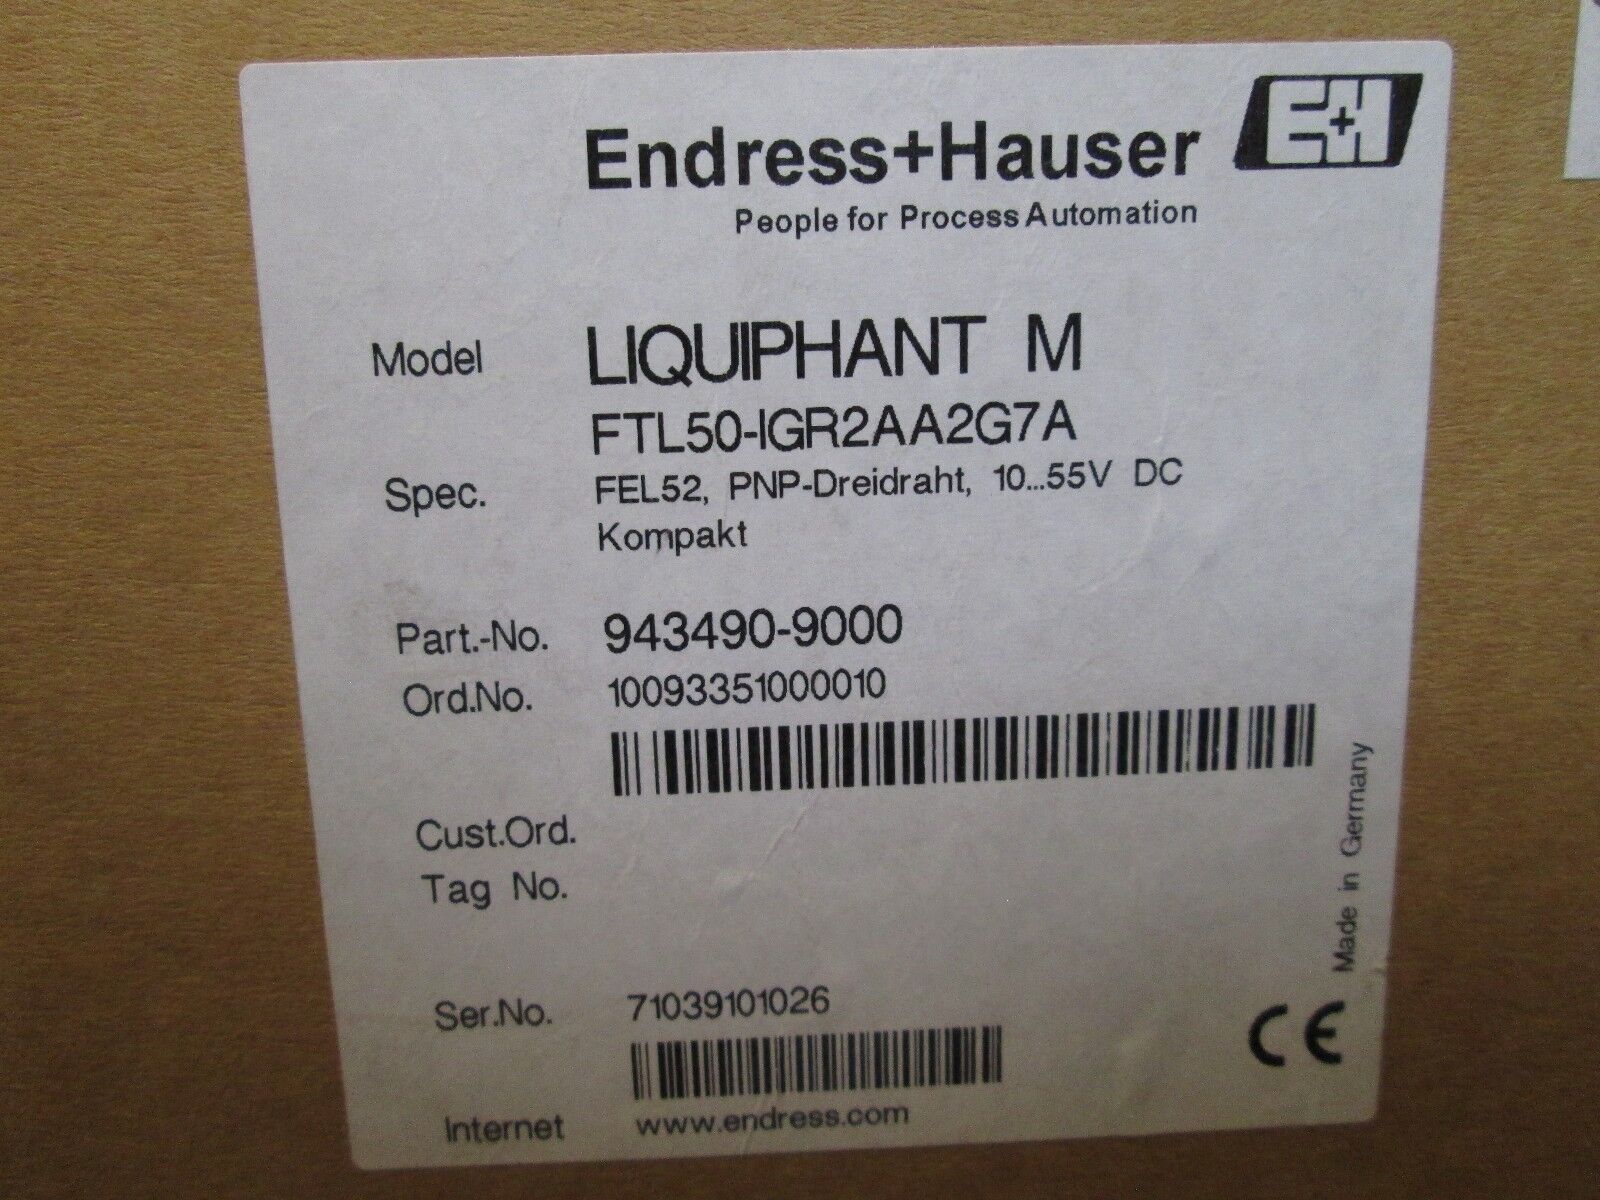 Endress+Hauser E+H
People for Process Automation
Model LIQUIPHANT M
FTL50-IGR2AA2G7A
Spec. FEL52, PNP-Dreidraht, 10...55V DC
Kompakt
Part.-No. 943490-9000
Ord.No. 10093351000010
Cust.Ord.
Tag No.
Made in Germany
Ser.No. 71039101026
CE
Internet www.endress.com